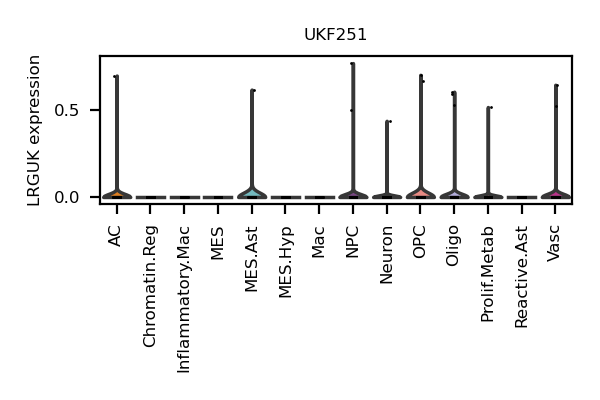 UKF251
LRGUK expression
0.5
0.0
AC
Chromatin.Reg
Inflammatory.Mac
MES
MES.Ast
MES.Hyp
Mac
NPC
Neuron
OPC
Oligo
Prolif.Metab
Reactive.Ast
Vasc